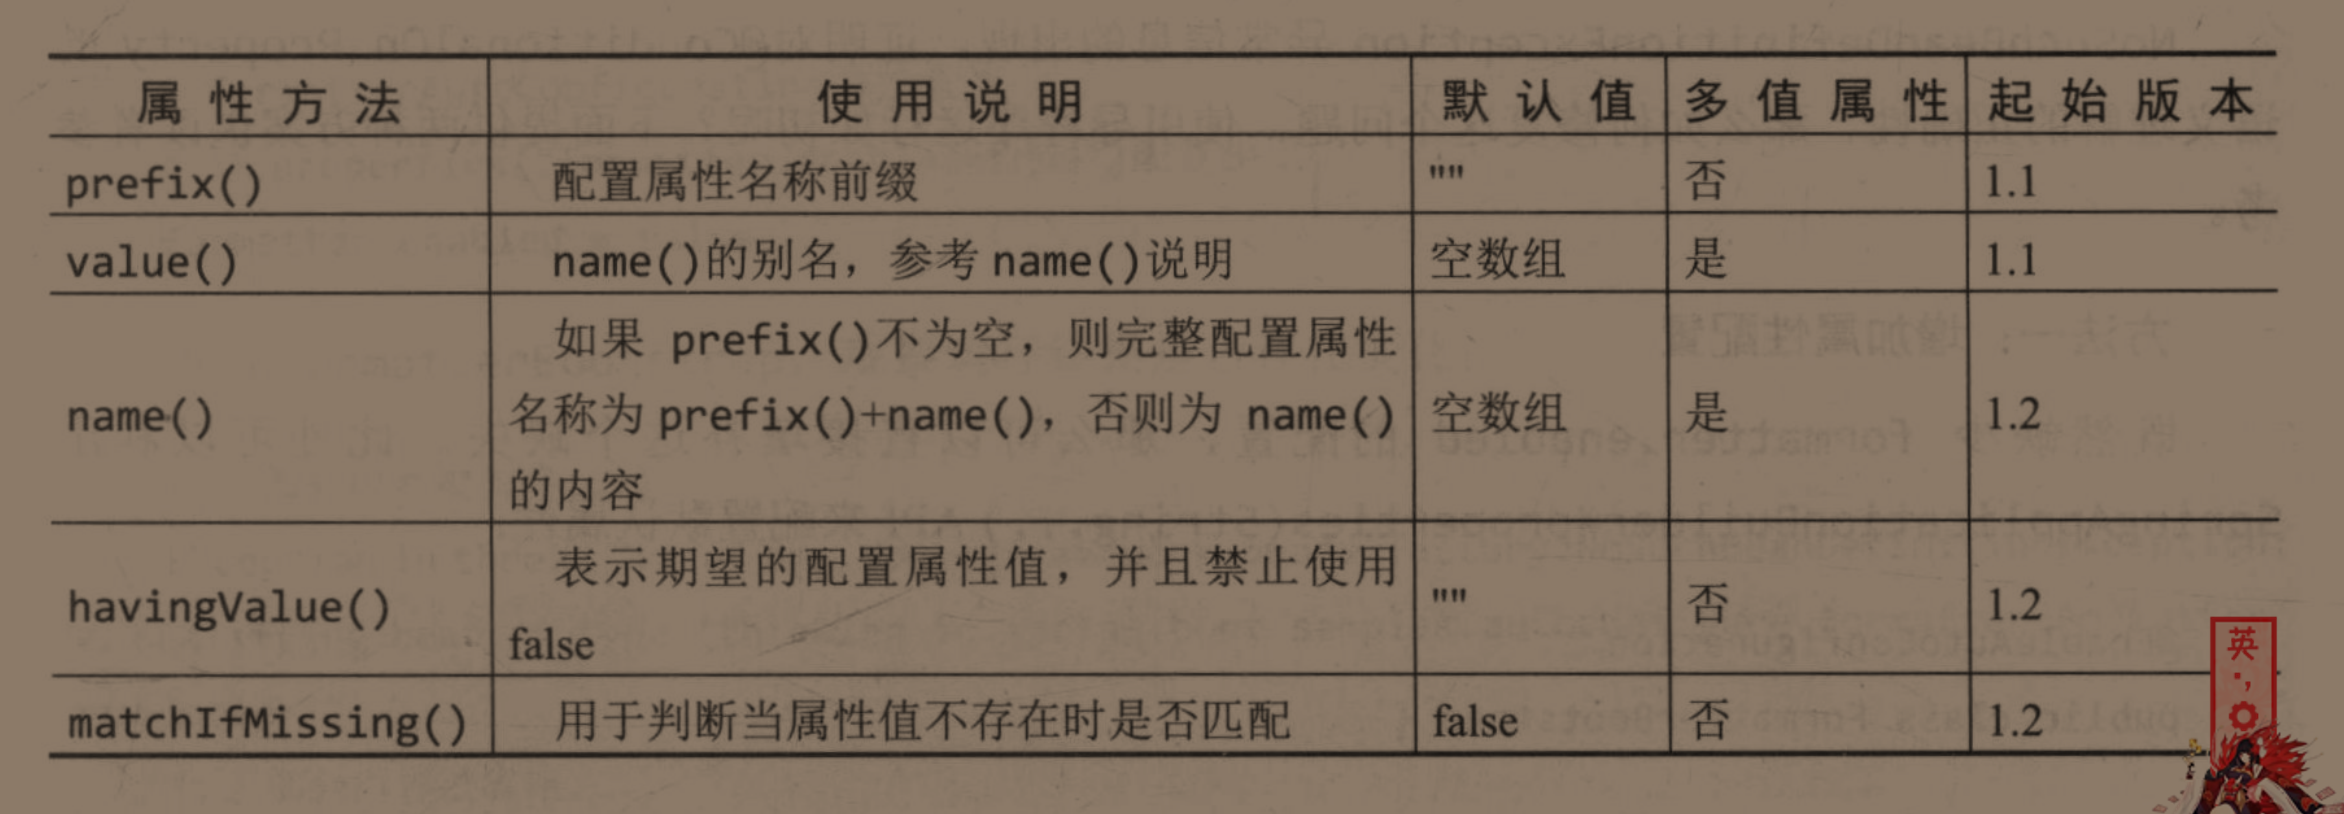 属性方法 使用说明 默认值 多值属性 起始版本
prefix() 配置属性名称前缀 "" 否 1.1
value() name()的别名，参考 name()说明 空数组 是 1.1
如果 prefix()不为空，则完整配置属性
name() 名称为 prefix()+name()，否则为 name() 空数组 是 1.2
的内容
表示期望的配置属性值，并且禁止使用
havingValue() "" 否 1.2
false
matchIfMissing() 用于判断当属性值不存在时是否匹配 false 否 1.2
英